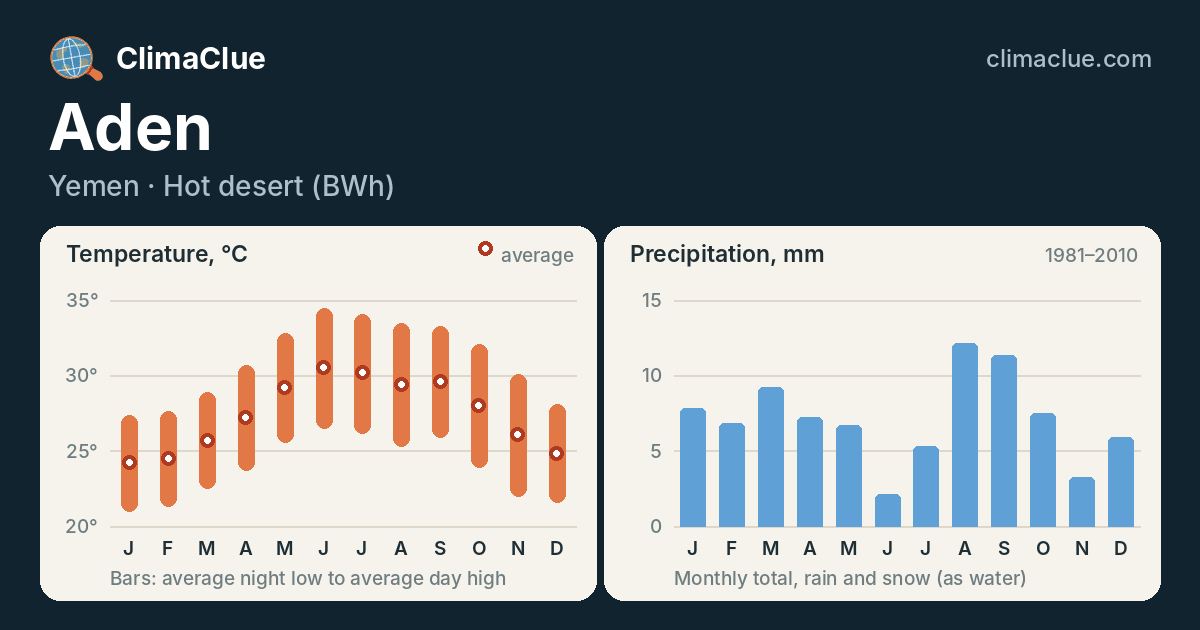 ClimaClue
climaclue.com
Aden
Yemen · Hot desert (BWh)
Temperature, °C
average
35°
30°
25°
20°
J F M A M J J A S O N D
Bars: average night low to average day high
Precipitation, mm
1981–2010
15
10
5
0
J F M A M J J A S O N D
Monthly total, rain and snow (as water)